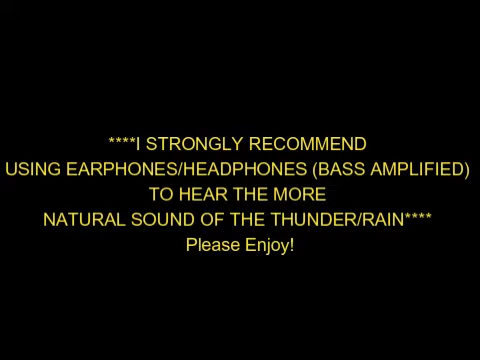 ****I STRONGLY RECOMMEND
USING EARPHONES/HEADPHONES (BASS AMPLIFIED)
TO HEAR THE MORE
NATURAL SOUND OF THE THUNDER/RAIN****
Please Enjoy!